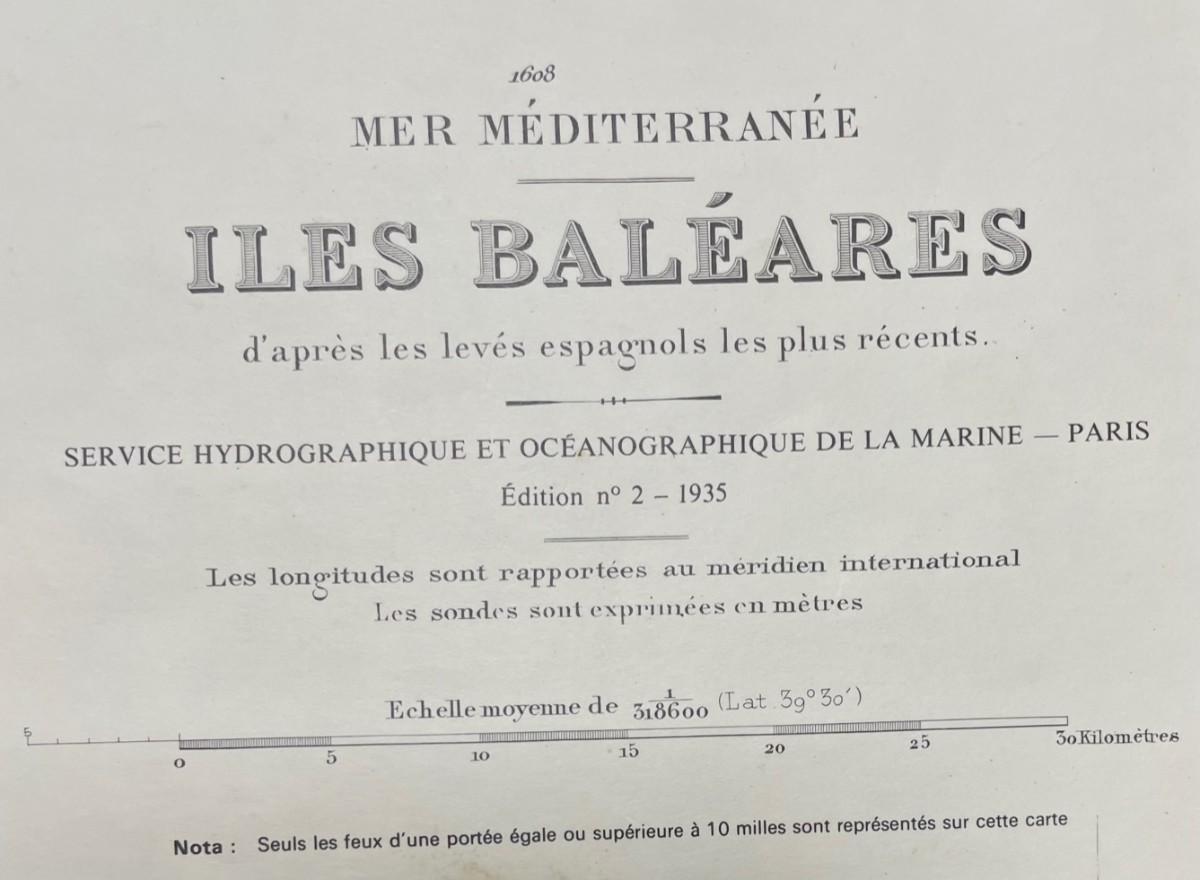 1608
MER MÉDITERRANÉE
ILES BALÉARES
d'après les levés espagnols les plus récents.
SERVICE HYDROGRAPHIQUE ET OCÉANOGRAPHIQUE DE LA MARINE — PARIS
Édition nº 2 – 1935
Les longitudes sont rapportées au méridien international
Les sondes sont exprimées en mètres
Echelle moyenne de 1/318600 (Lat 39° 30')
5 0 5 10 15 20 25 30 Kilomètres
Nota : Seuls les feux d'une portée égale ou supérieure à 10 milles sont représentés sur cette carte